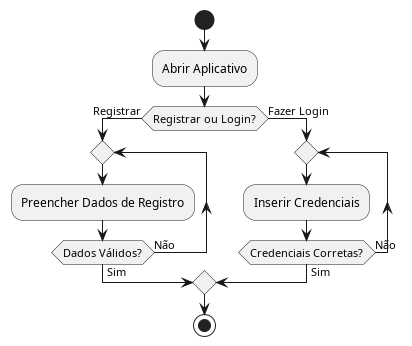 Abrir Aplicativo
Registrar
Registrar ou Login?
Fazer Login
Preencher Dados de Registro
Inserir Credenciais
Dados Válidos?
Não
Credenciais Corretas?
Não
Sim
Sim